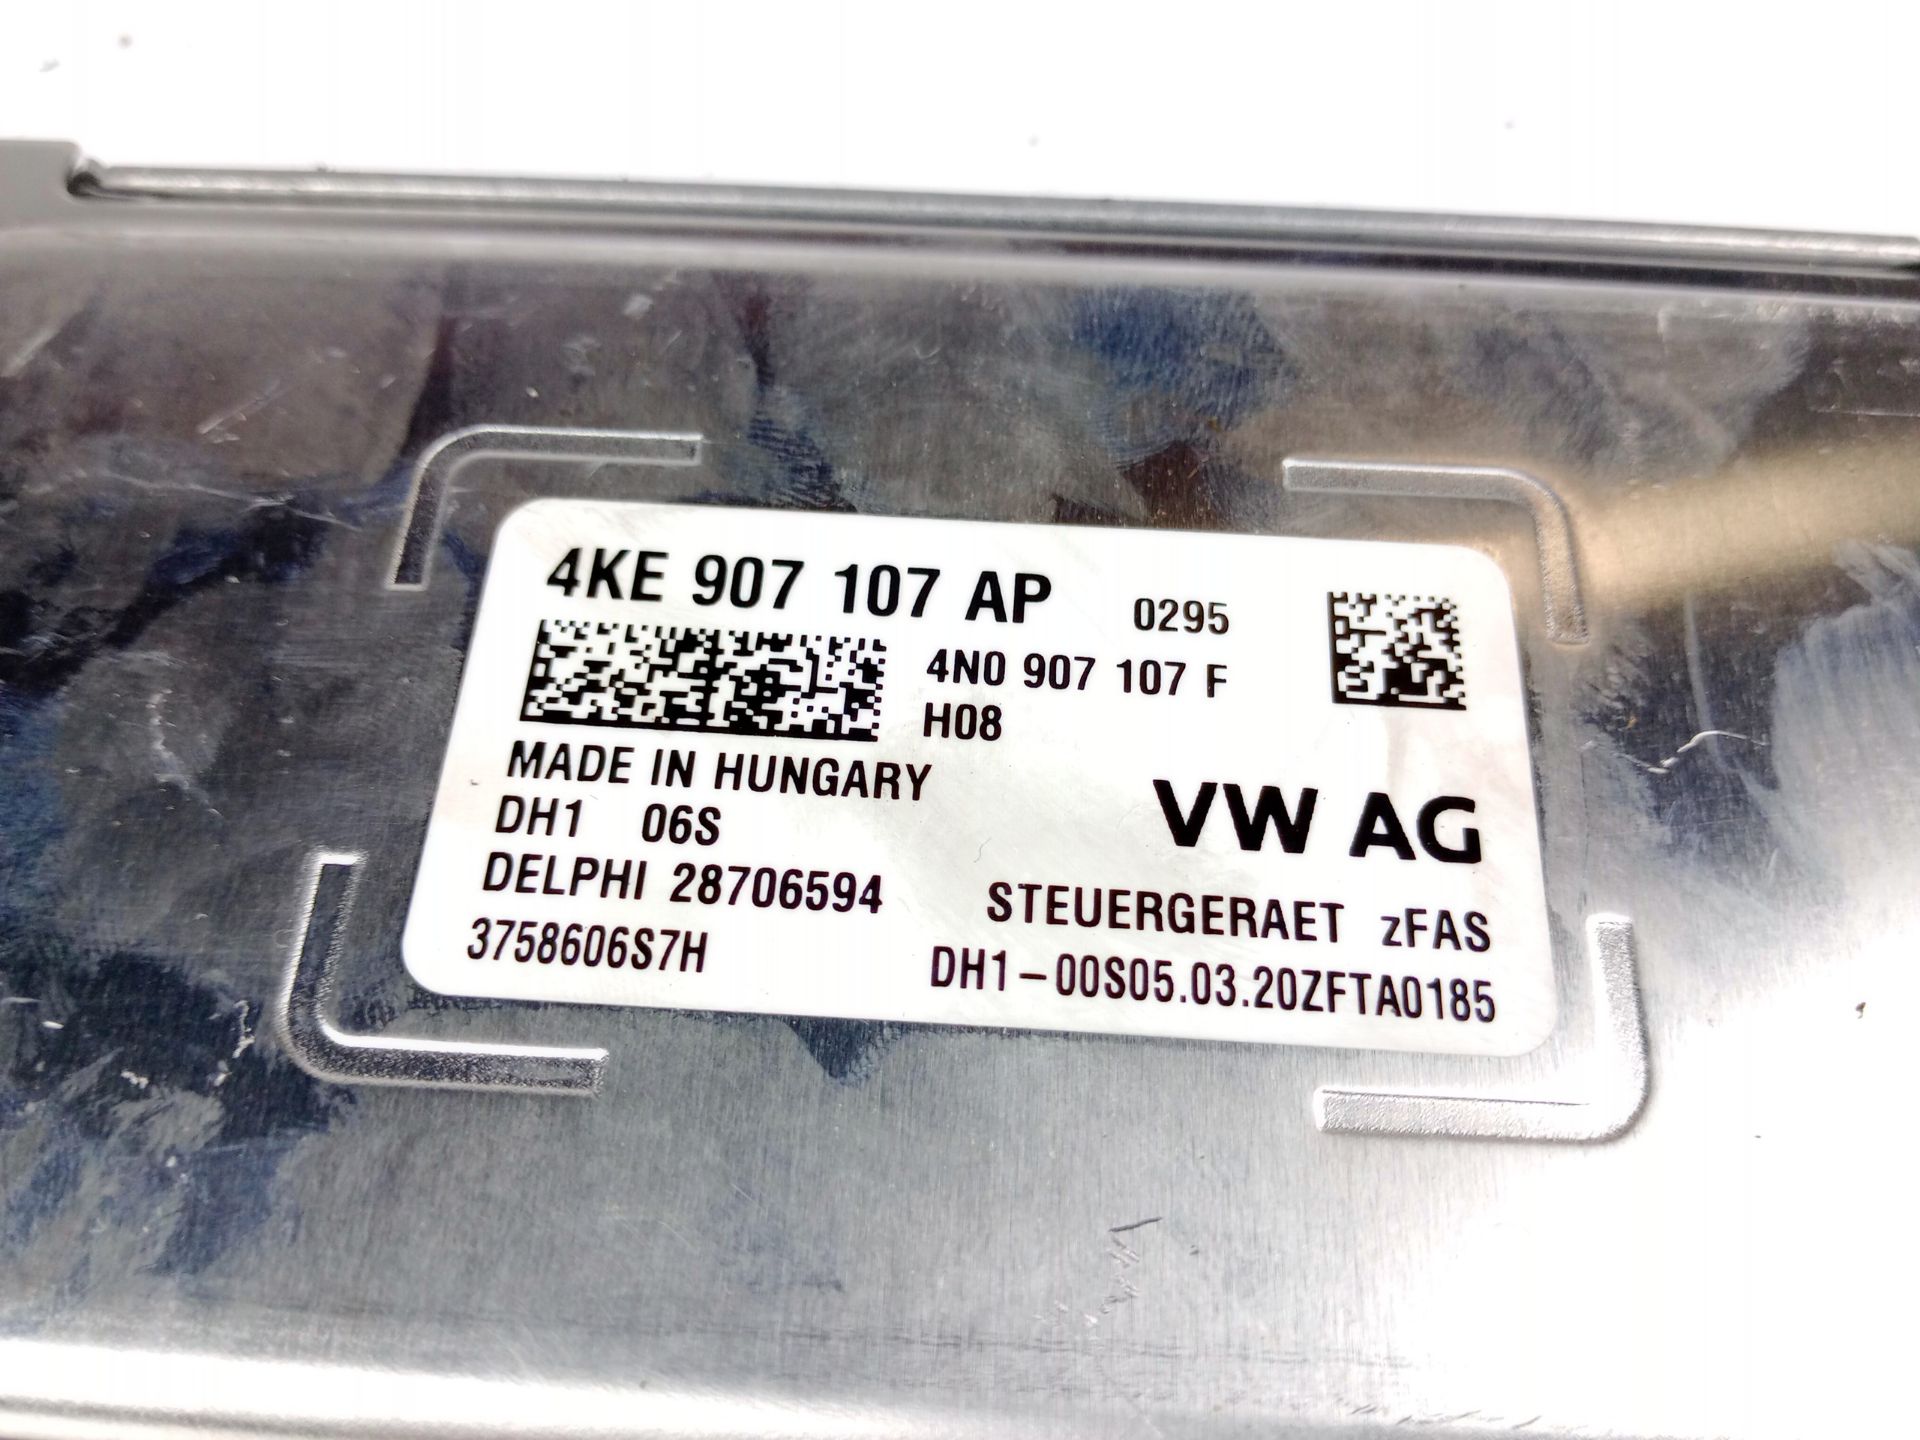 4KE 907 107 AP 0295
4N0 907 107 F
H08
MADE IN HUNGARY
DH1 06S
VW AG
DELPHI 28706594
STEUERGERAET zFAS
3758606S7H
DH1-00S05.03.20ZFTA0185